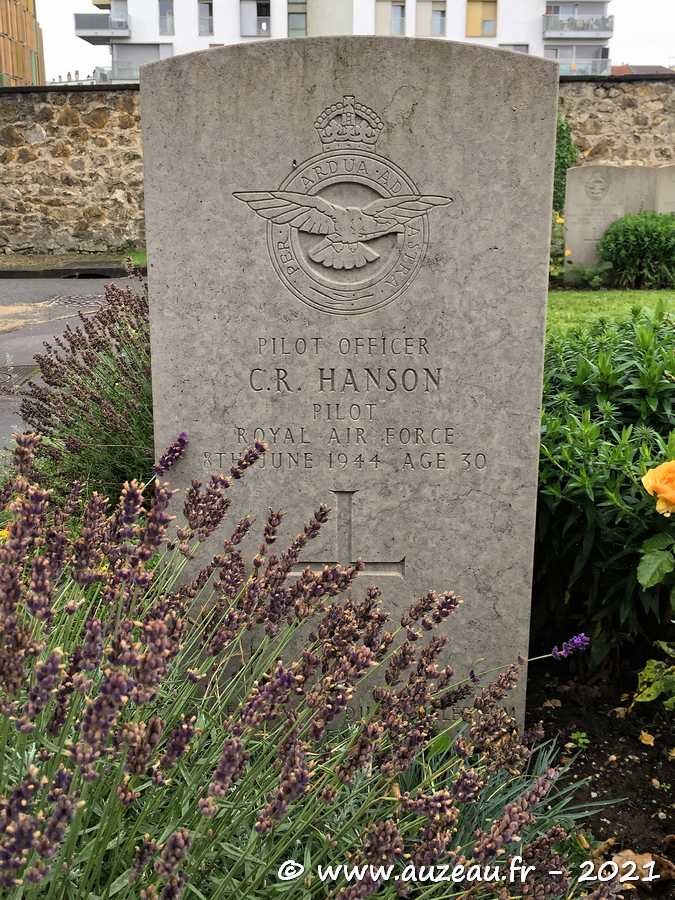 PER ARDUA AD ASTRA
PILOT OFFICER
C.R. HANSON
PILOT
ROYAL AIR FORCE
8TH JUNE 1944 AGE 30
© www.auzeau.fr - 2021